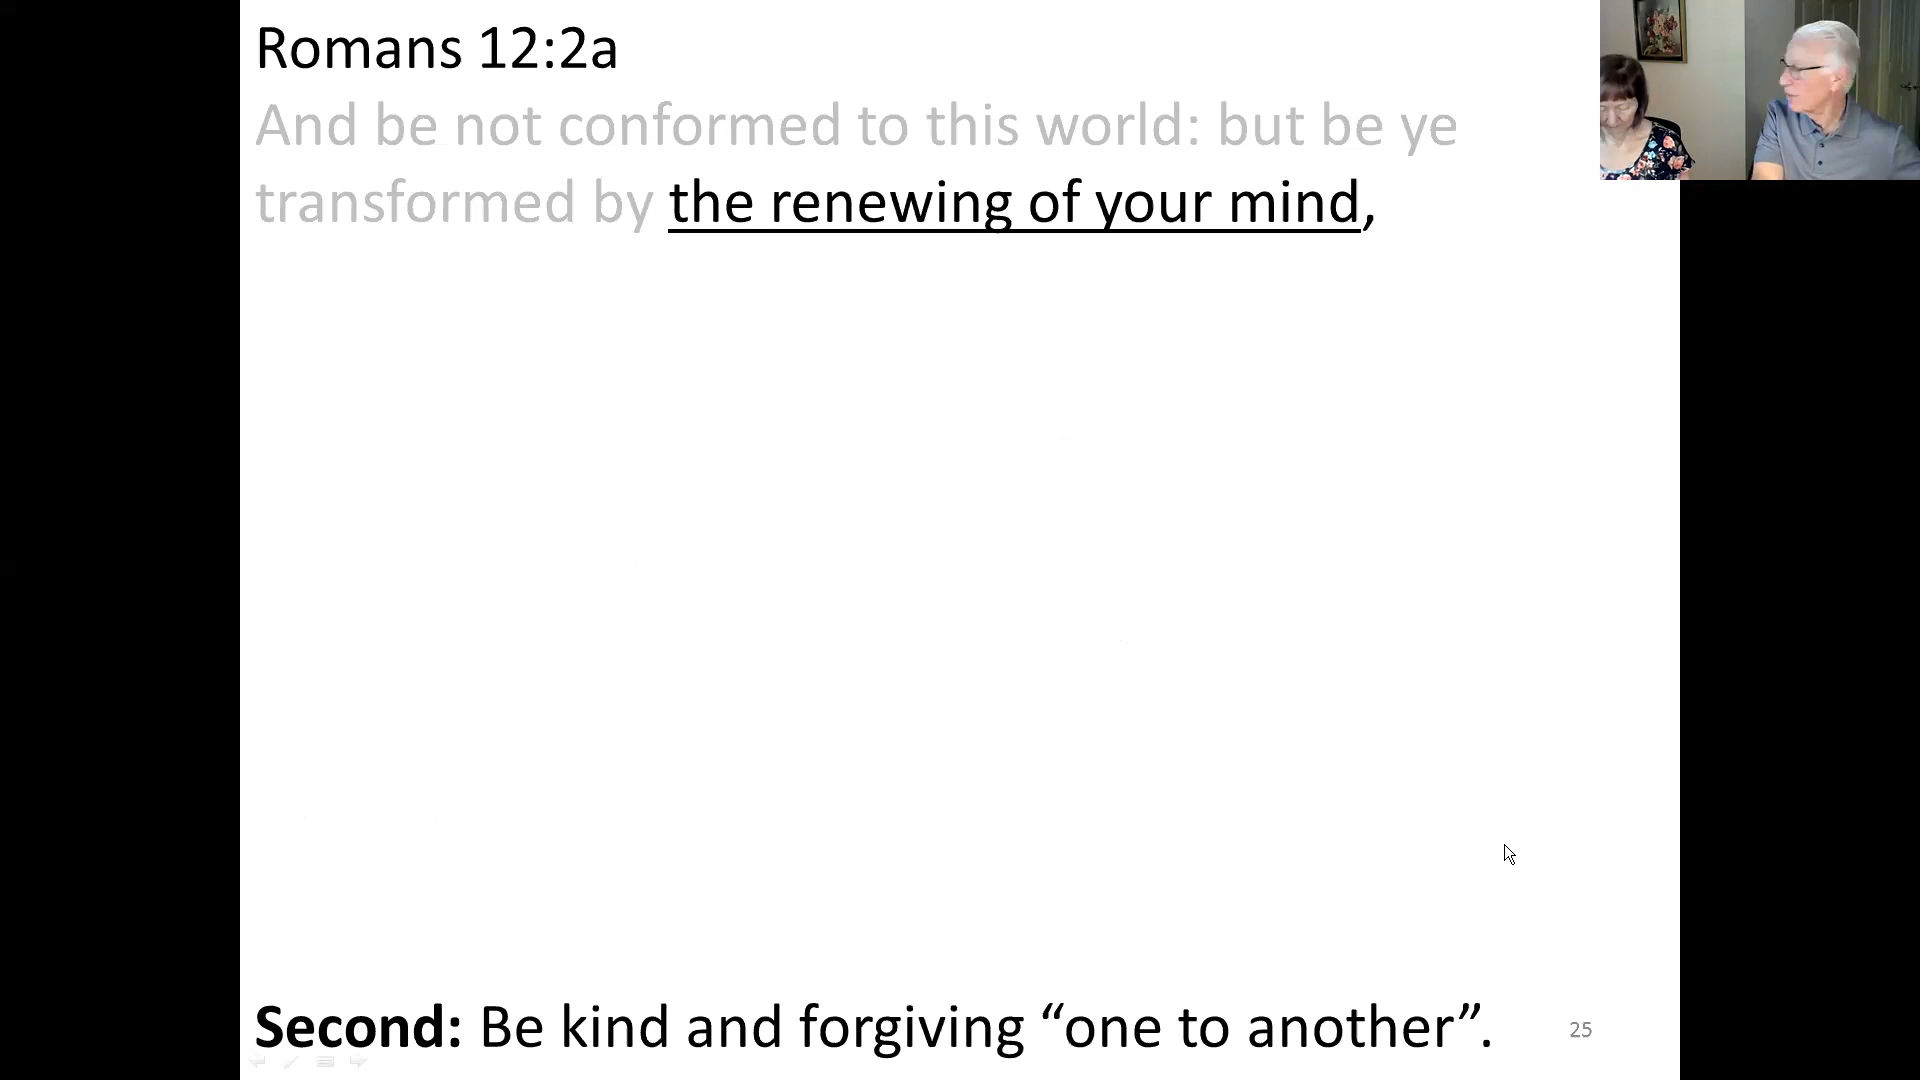 Romans 12:2a
And be not conformed to this world: but be ye
transformed by the renewing of your mind,
Second: Be kind and forgiving “one to another”.
25